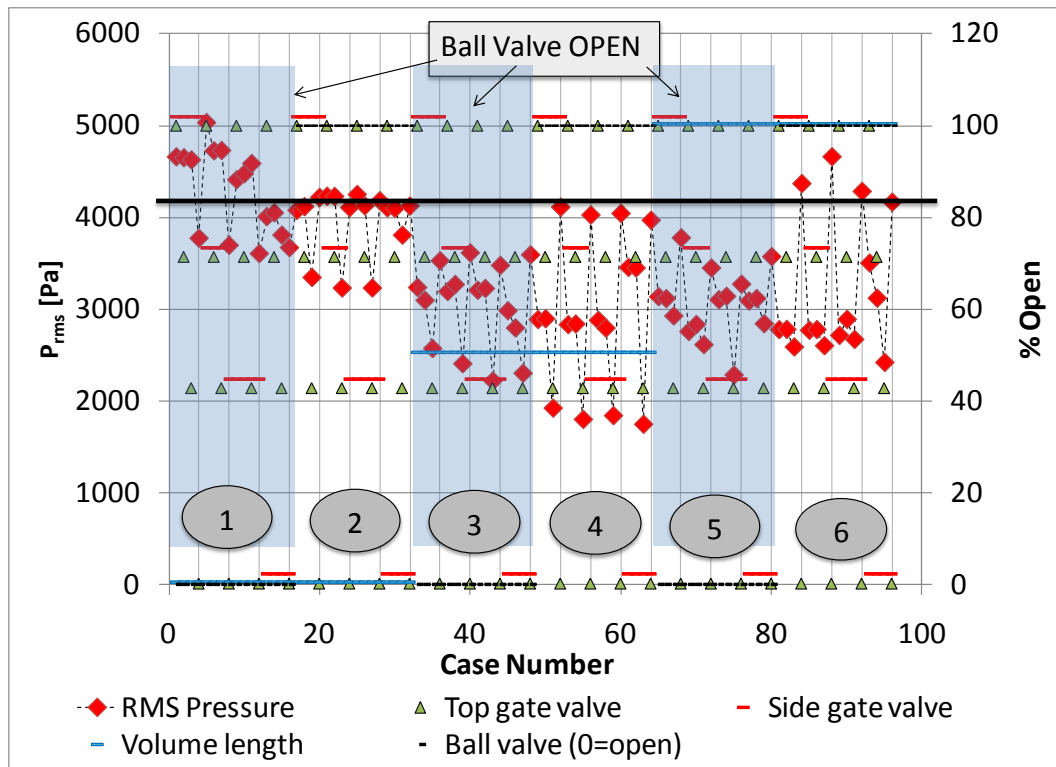 6000
5000
4000
3000
2000
1000
0
P_rms [Pa]
Ball Valve OPEN
120
100
80
60
40
20
0
% Open
1
2
3
4
5
6
0 20 40 60 80 100
Case Number
RMS Pressure Top gate valve Side gate valve
Volume length Ball valve (0=open)